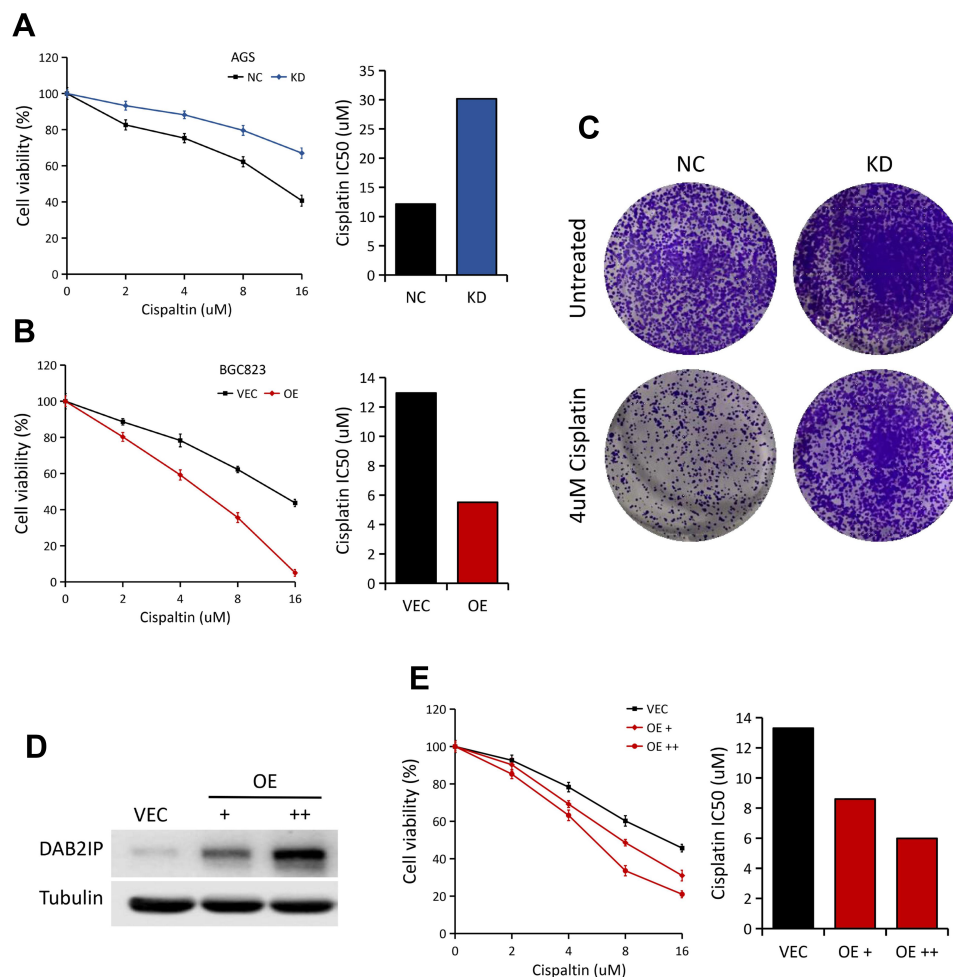 A
AGS
NC KD
Cell viability (%)
120
100
80
60
40
20
0
0 2 4 8 16
Cispaltin (uM)
Cisplatin IC50 (uM)
35
30
25
20
15
10
5
0
NC KD
B
BGC823
VEC OE
Cell viability (%)
120
100
80
60
40
20
0
0 2 4 8 16
Cispaltin (uM)
Cisplatin IC50 (uM)
14
12
10
8
6
4
2
0
VEC OE
C
NC KD
Untreated
4uM Cisplatin
D
OE
VEC + ++
DAB2IP
Tubulin
E
VEC
OE +
OE ++
Cell viability (%)
120
100
80
60
40
20
0
0 2 4 8 16
Cispaltin (uM)
Cisplatin IC50 (uM)
14
12
10
8
6
4
2
0
VEC OE + OE ++